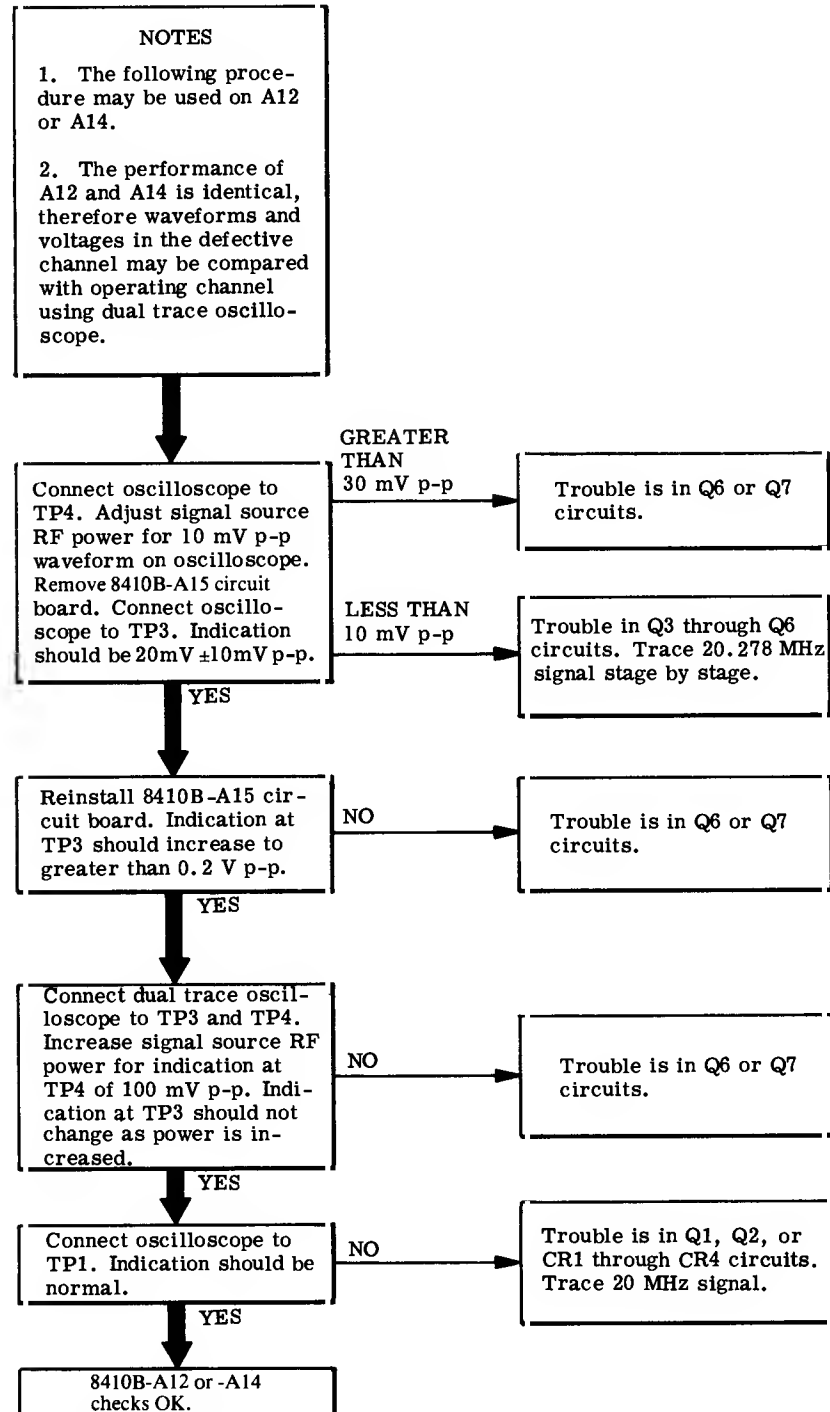 NOTES
1. The following proce-
dure may be used on A12
or A14.
2. The performance of
A12 and A14 is identical,
therefore waveforms and
voltages in the defective
channel may be compared
with operating channel
using dual trace oscillo-
scope.
Connect oscilloscope to
TP4. Adjust signal source
RF power for 10 mV p-p
waveform on oscilloscope.
Remove 8410B-A15 circuit
board. Connect oscillo-
scope to TP3. Indication
should be 20mV ±10mV p-p.
GREATER
THAN
30 mV p-p
Trouble is in Q6 or Q7
circuits.
LESS THAN
10 mV p-p
Trouble in Q3 through Q6
circuits. Trace 20.278 MHz
signal stage by stage.
YES
Reinstall 8410B-A15 cir-
cuit board. Indication at
TP3 should increase to
greater than 0.2 V p-p.
NO
Trouble is in Q6 or Q7
circuits.
YES
Connect dual trace oscil-
loscope to TP3 and TP4.
Increase signal source RF
power for indication at
TP4 of 100 mV p-p. Indi-
cation at TP3 should not
change as power is in-
creased.
NO
Trouble is in Q6 or Q7
circuits.
YES
Connect oscilloscope to
TP1. Indication should be
normal.
NO
Trouble is in Q1, Q2, or
CR1 through CR4 circuits.
Trace 20 MHz signal.
YES
8410B-A12 or -A14
checks OK.